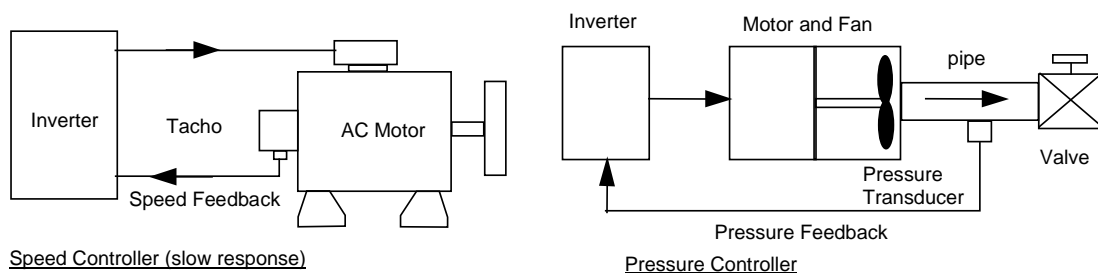 Inverter
Tacho
AC Motor
Speed Feedback
Speed Controller (slow response)
Inverter
Motor and Fan
pipe
Valve
Pressure
Transducer
Pressure Feedback
Pressure Controller